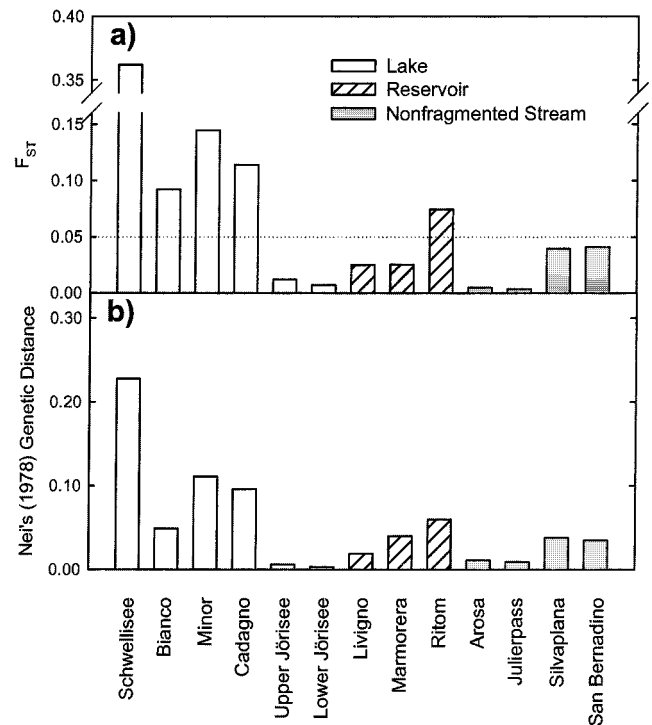 a)
0.40
0.35
0.15
0.10
0.05
0.00
F_ST
Lake
Reservoir
Nonfragmented Stream
b)
0.30
0.20
0.10
0.00
Nei's (1978) Genetic Distance
Schwellisee
Bianco
Minor
Cadagno
Upper Jörisee
Lower Jörisee
Livigno
Marmorera
Ritom
Arosa
Julierpass
Silvaplana
San Bernadino